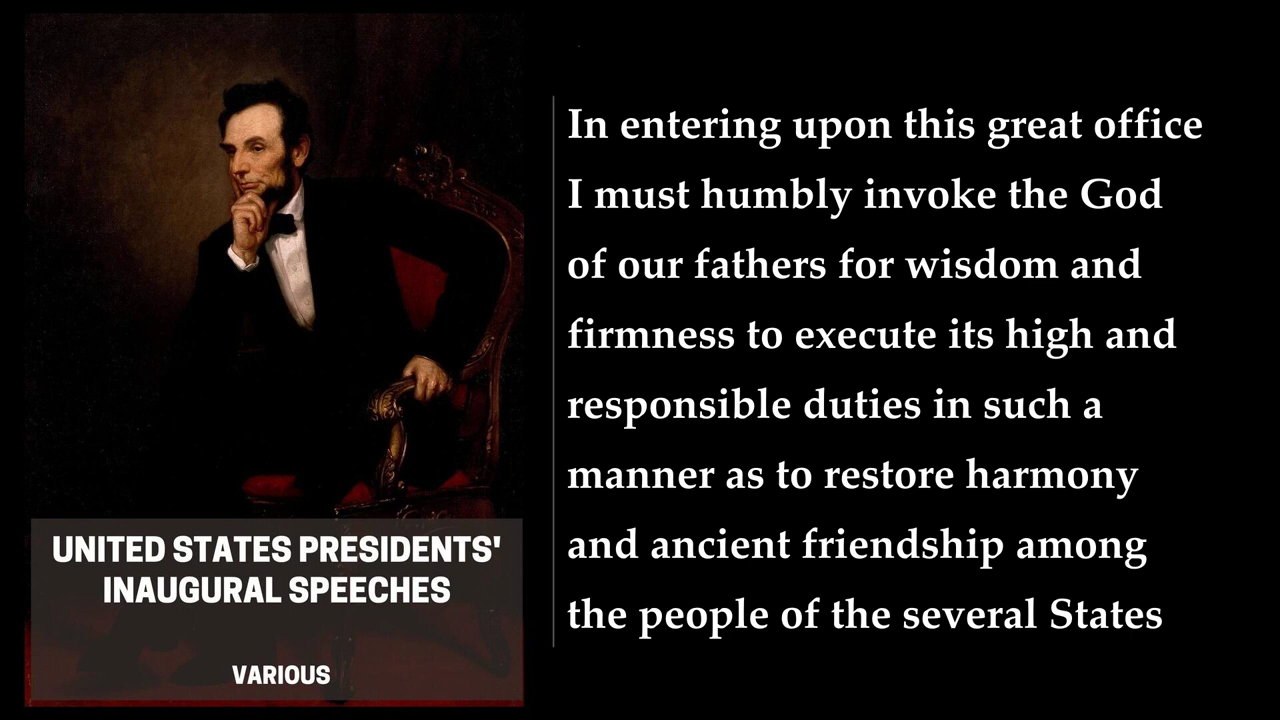 UNITED STATES PRESIDENTS'
INAUGURAL SPEECHES
VARIOUS
In entering upon this great office
I must humbly invoke the God
of our fathers for wisdom and
firmness to execute its high and
responsible duties in such a
manner as to restore harmony
and ancient friendship among
the people of the several States